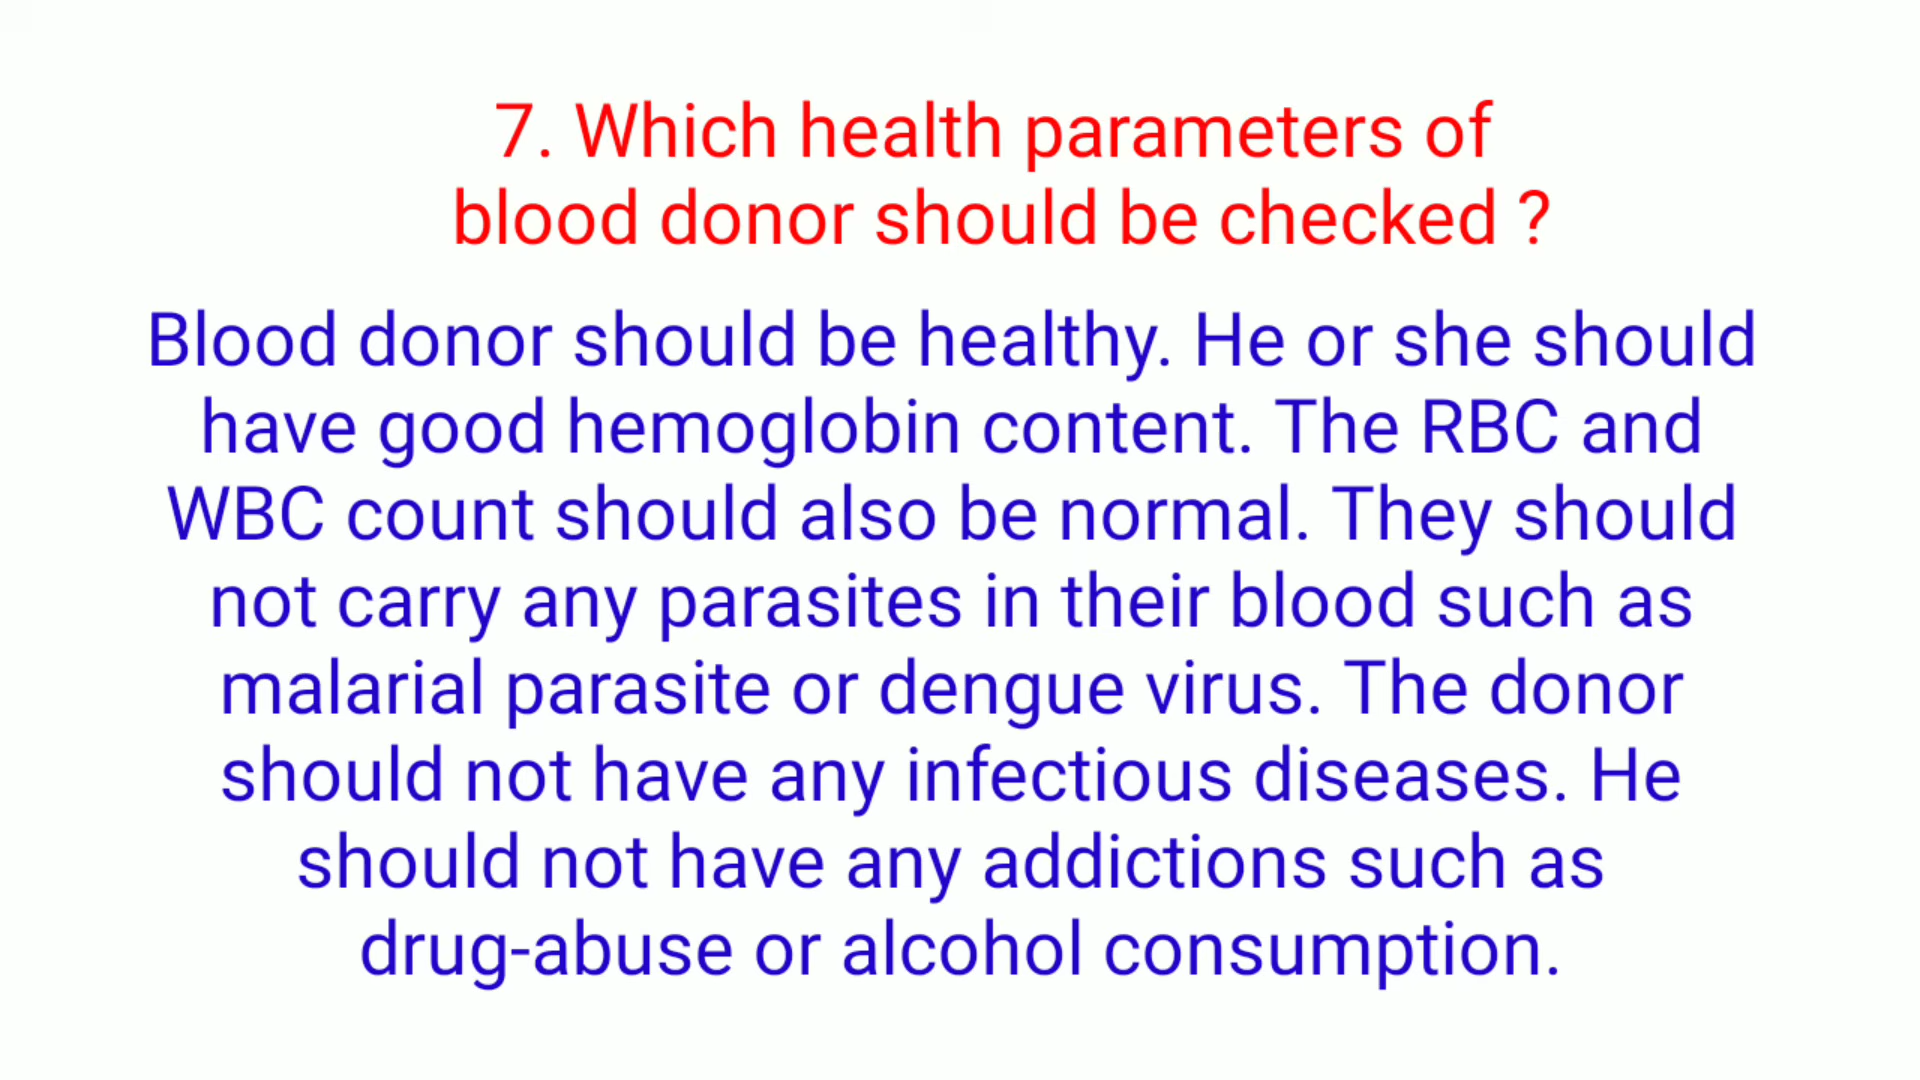 7. Which health parameters of
blood donor should be checked ?
Blood donor should be healthy. He or she should
have good hemoglobin content. The RBC and
WBC count should also be normal. They should
not carry any parasites in their blood such as
malarial parasite or dengue virus. The donor
should not have any infectious diseases. He
should not have any addictions such as
drug-abuse or alcohol consumption.